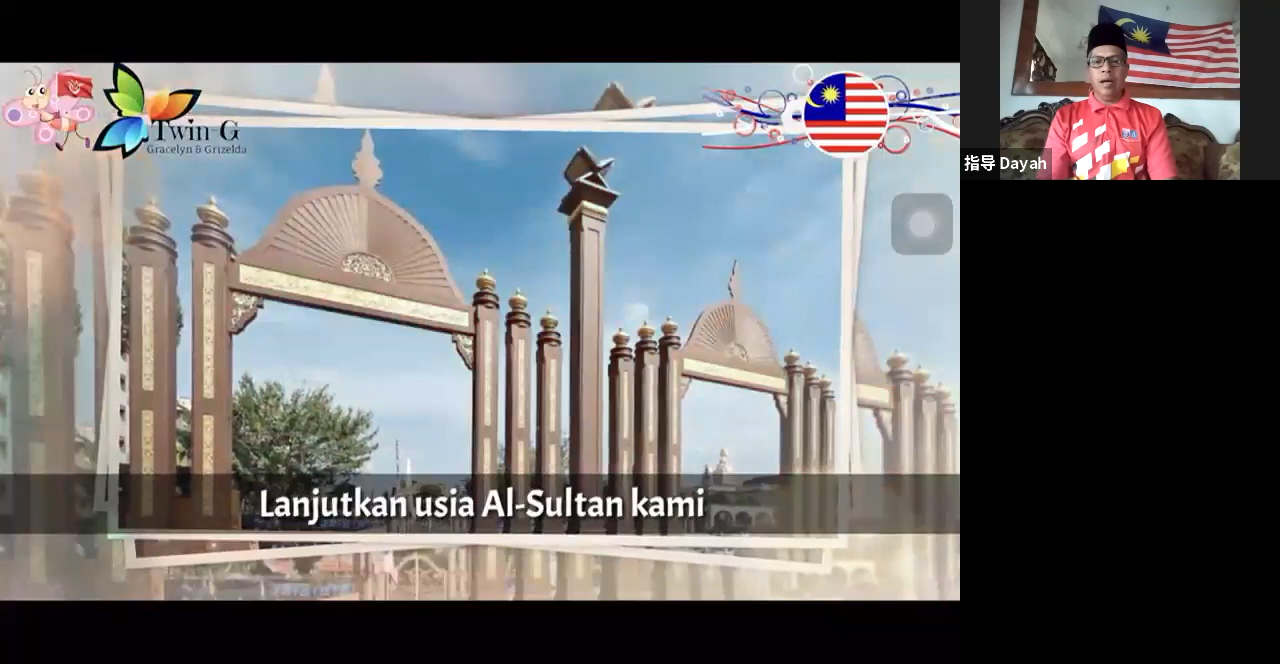 Twin G
Gracelyn & Grizelda
指导 Dayah
Lanjutkan usia Al-Sultan kami